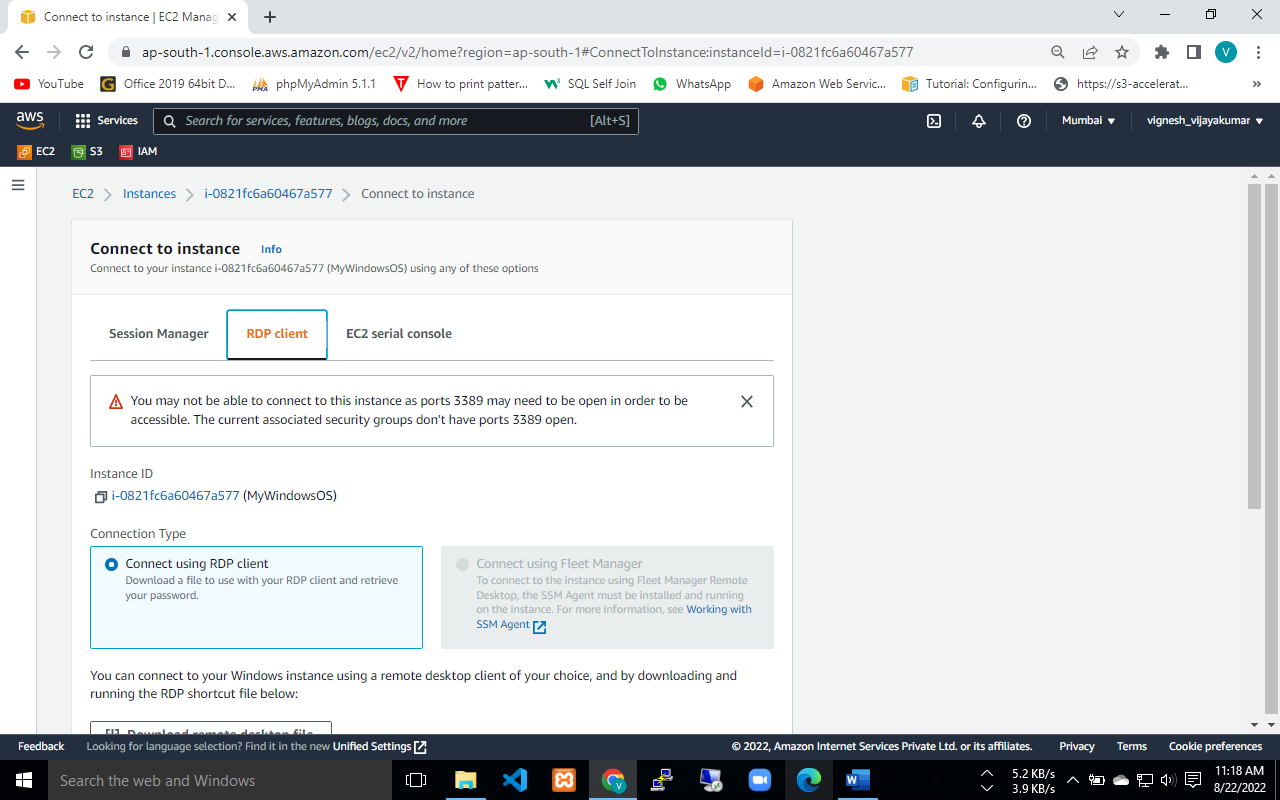 Connect to instance | EC2 Manag
ap-south-1.console.aws.amazon.com/ec2/v2/home?region=ap-south-1#ConnectToInstance:instanceId=i-0821fc6a60467a577
V
YouTube
G
Office 2019 64bit D...
PMA
phpMyAdmin 5.1.1
T
How to print patter...
SQL Self Join
WhatsApp
Amazon Web Servic...
Tutorial: Configurin...
https://s3-accelerat...
»
aws
Services
Search for services, features, blogs, docs, and more
[Alt+S]
Mumbai
vignesh_vijayakumar
EC2
S3
IAM
EC2
Instances
i-0821fc6a60467a577
Connect to instance
Connect to instance
Info
Connect to your instance i-0821fc6a60467a577 (MyWindowsOS) using any of these options
Session Manager
RDP client
EC2 serial console
You may not be able to connect to this instance as ports 3389 may need to be open in order to be
accessible. The current associated security groups don't have ports 3389 open.
Instance ID
i-0821fc6a60467a577 (MyWindowsOS)
Connection Type
Connect using RDP client
Download a file to use with your RDP client and retrieve
your password.
Connect using Fleet Manager
To connect to the instance using Fleet Manager Remote
Desktop, the SSM Agent must be installed and running
on the instance. For more information, see Working with
SSM Agent
You can connect to your Windows instance using a remote desktop client of your choice, and by downloading and
running the RDP shortcut file below:
Download remote desktop file
Feedback
Looking for language selection? Find it in the new Unified Settings
© 2022, Amazon Internet Services Private Ltd. or its affiliates.
Privacy
Terms
Cookie preferences
Search the web and Windows
V
W
5.2 KB/s
3.9 KB/s
11:18 AM
8/22/2022